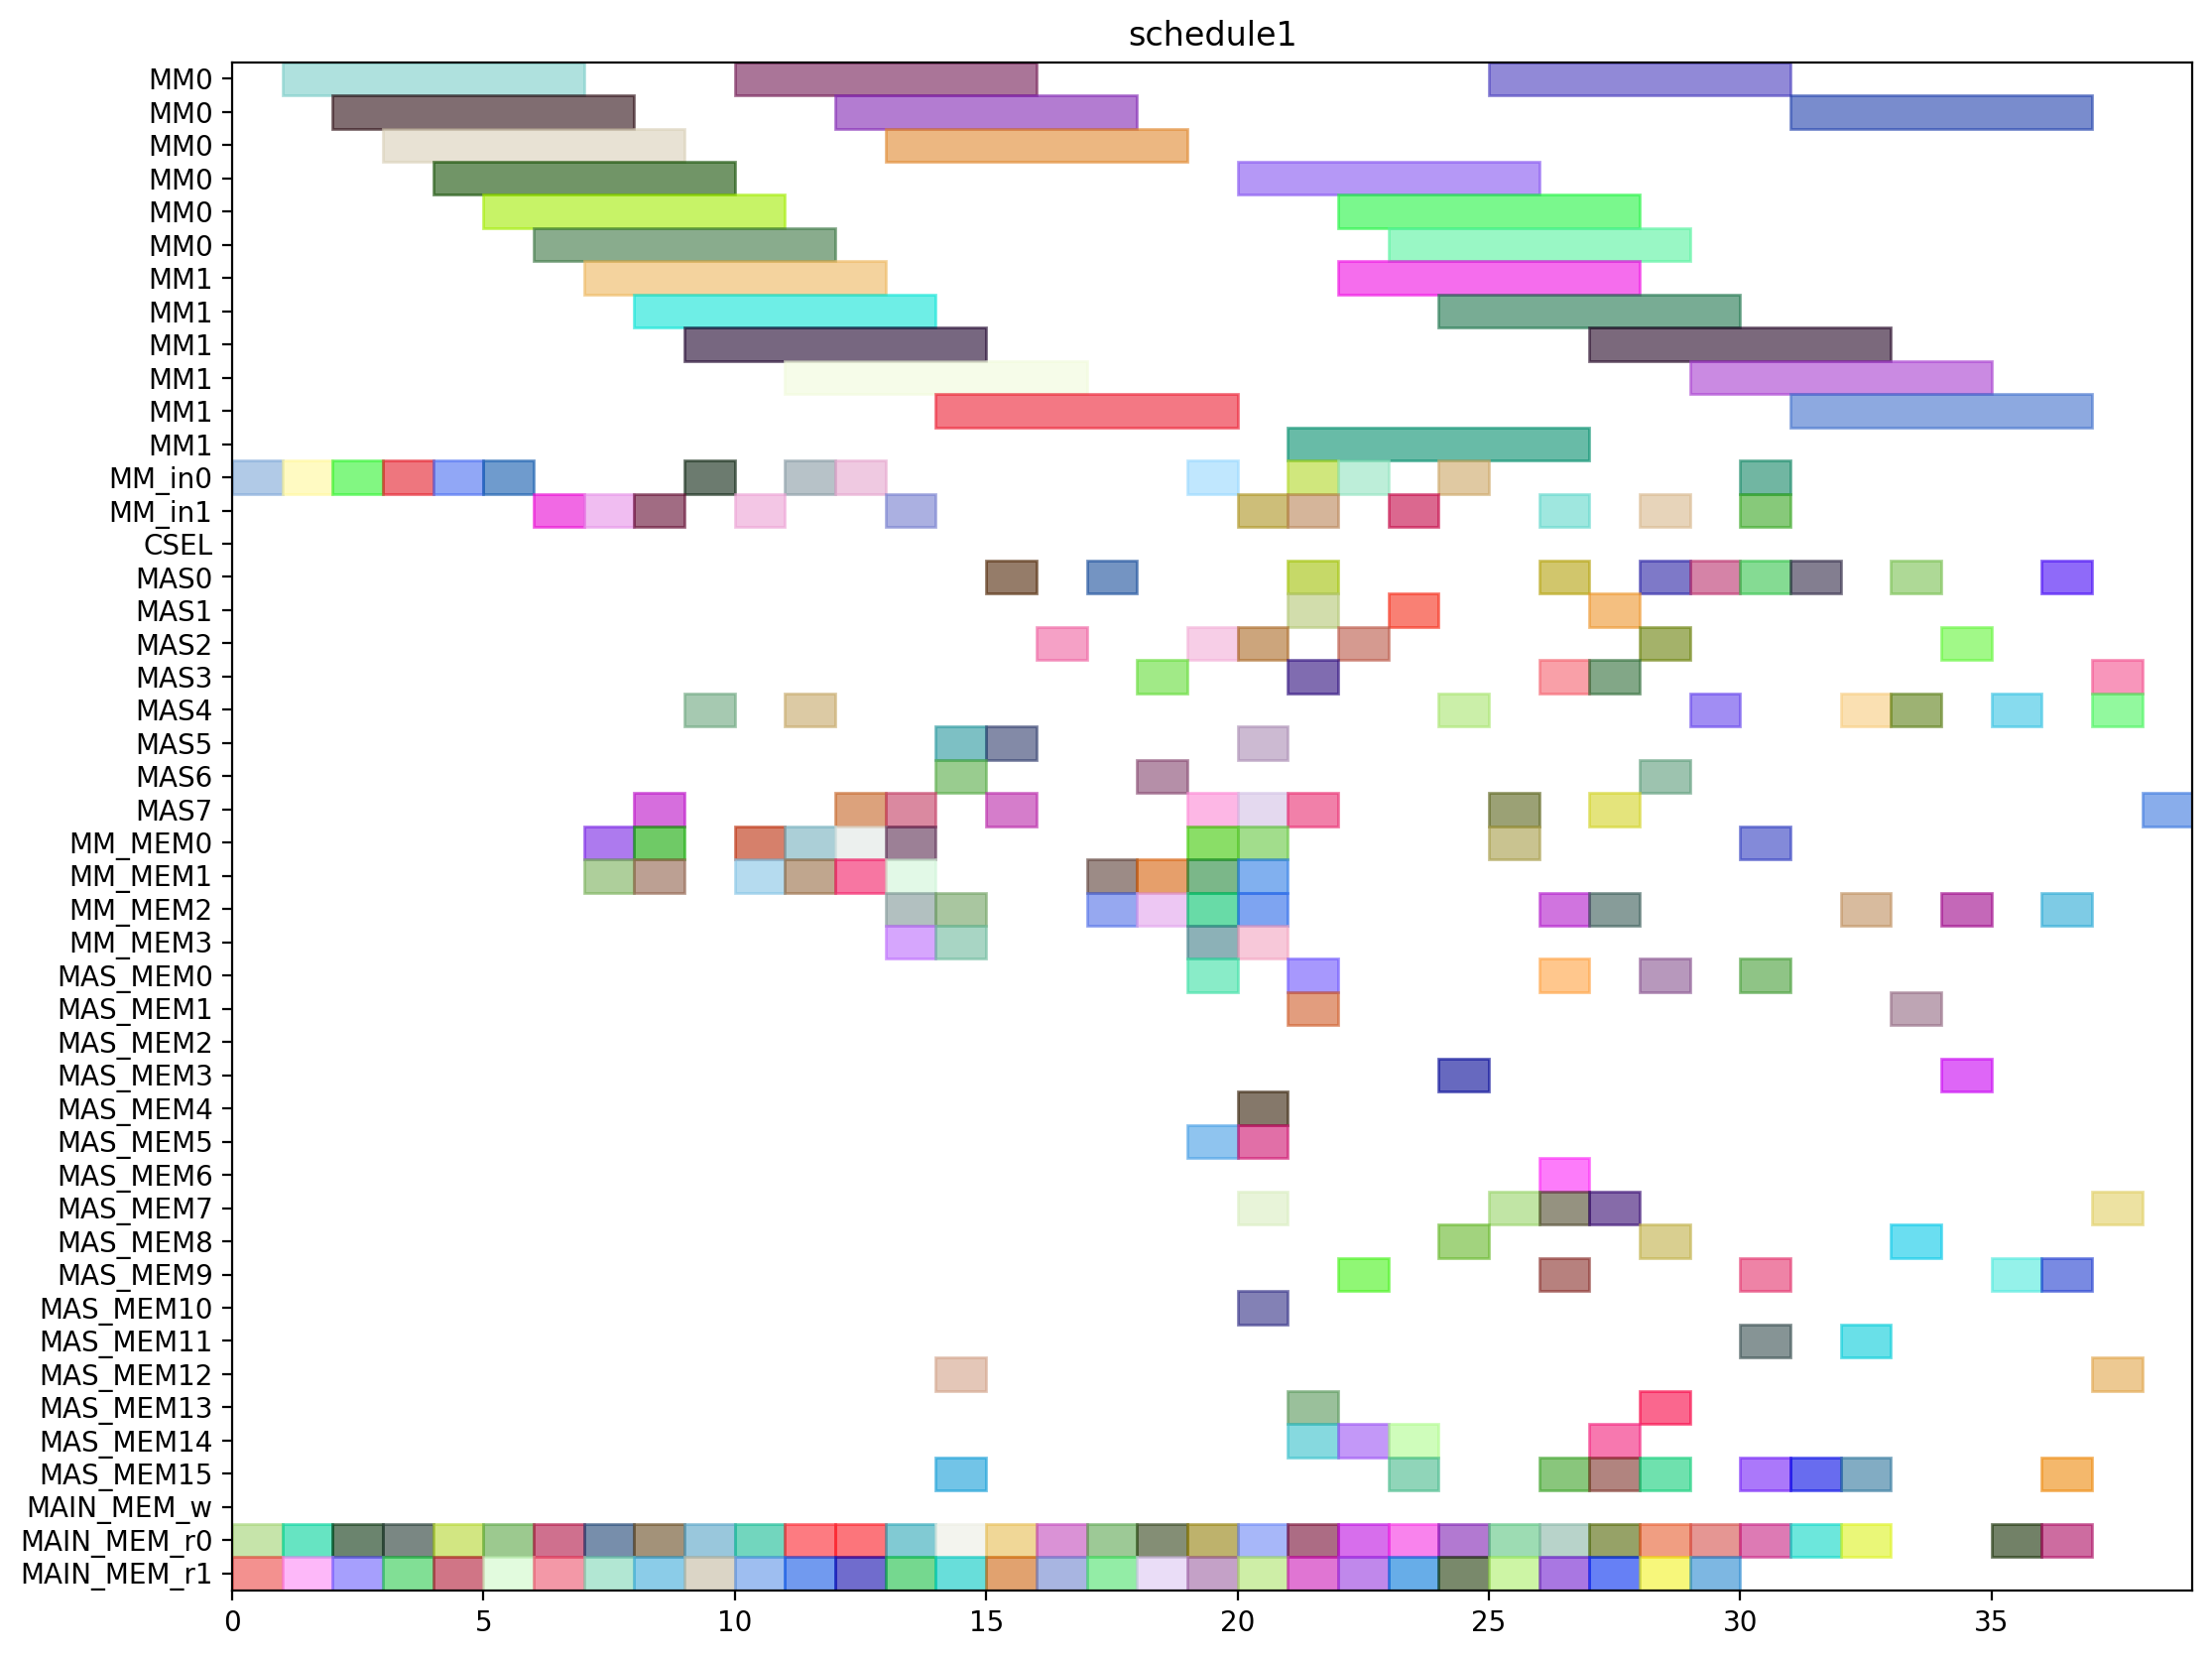 schedule1
MM0
MM0
MM0
MM0
MM0
MM0
MM1
MM1
MM1
MM1
MM1
MM1
MM_in0
MM_in1
CSEL
MAS0
MAS1
MAS2
MAS3
MAS4
MAS5
MAS6
MAS7
MM_MEM0
MM_MEM1
MM_MEM2
MM_MEM3
MAS_MEM0
MAS_MEM1
MAS_MEM2
MAS_MEM3
MAS_MEM4
MAS_MEM5
MAS_MEM6
MAS_MEM7
MAS_MEM8
MAS_MEM9
MAS_MEM10
MAS_MEM11
MAS_MEM12
MAS_MEM13
MAS_MEM14
MAS_MEM15
MAIN_MEM_w
MAIN_MEM_r0
MAIN_MEM_r1
0 5 10 15 20 25 30 35